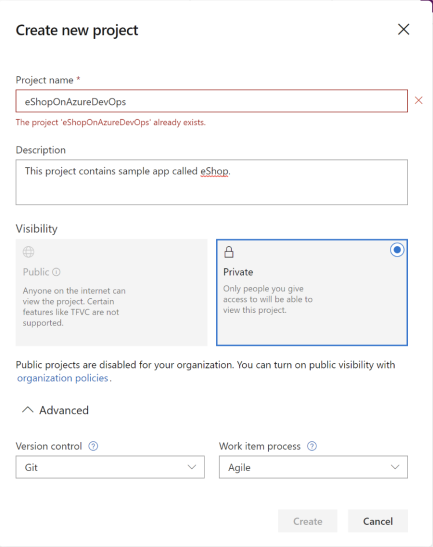 Create new project
Project name *
eShopOnAzureDevOps
The project 'eShopOnAzureDevOps' already exists.
Description
This project contains sample app called eShop.
Visibility
Public
Anyone on the internet can
view the project. Certain
features like TFVC are not
supported.
Private
Only people you give
access to will be able to
view this project.
Public projects are disabled for your organization. You can turn on public visibility with
organization policies.
Advanced
Version control
Work item process
Git
Agile
Create
Cancel